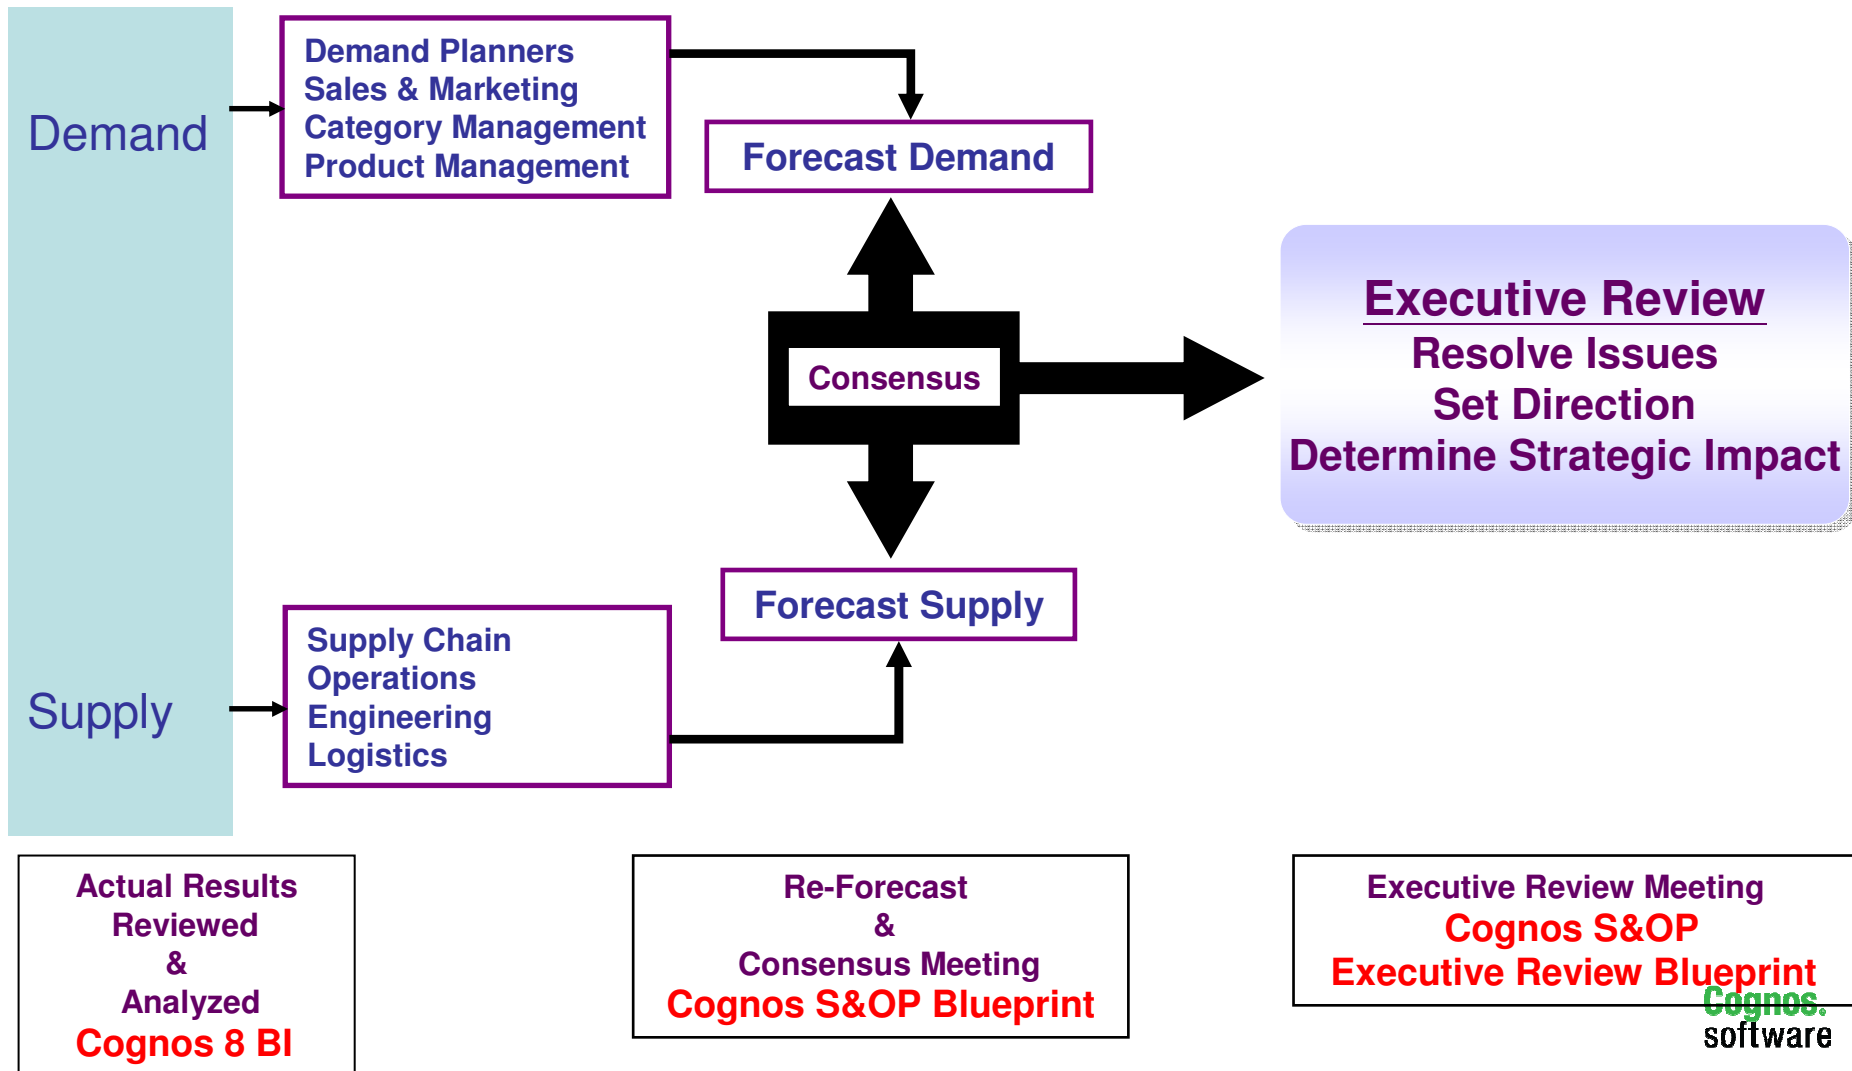 Demand
Demand Planners
Sales & Marketing
Category Management
Product Management
Forecast Demand
Consensus
Executive Review
Resolve Issues
Set Direction
Determine Strategic Impact
Forecast Supply
Supply
Supply Chain
Operations
Engineering
Logistics
Actual Results
Reviewed
&
Analyzed
Cognos 8 BI
Re-Forecast
&
Consensus Meeting
Cognos S&OP Blueprint
Executive Review Meeting
Cognos S&OP
Executive Review Blueprint
Cognos.
software